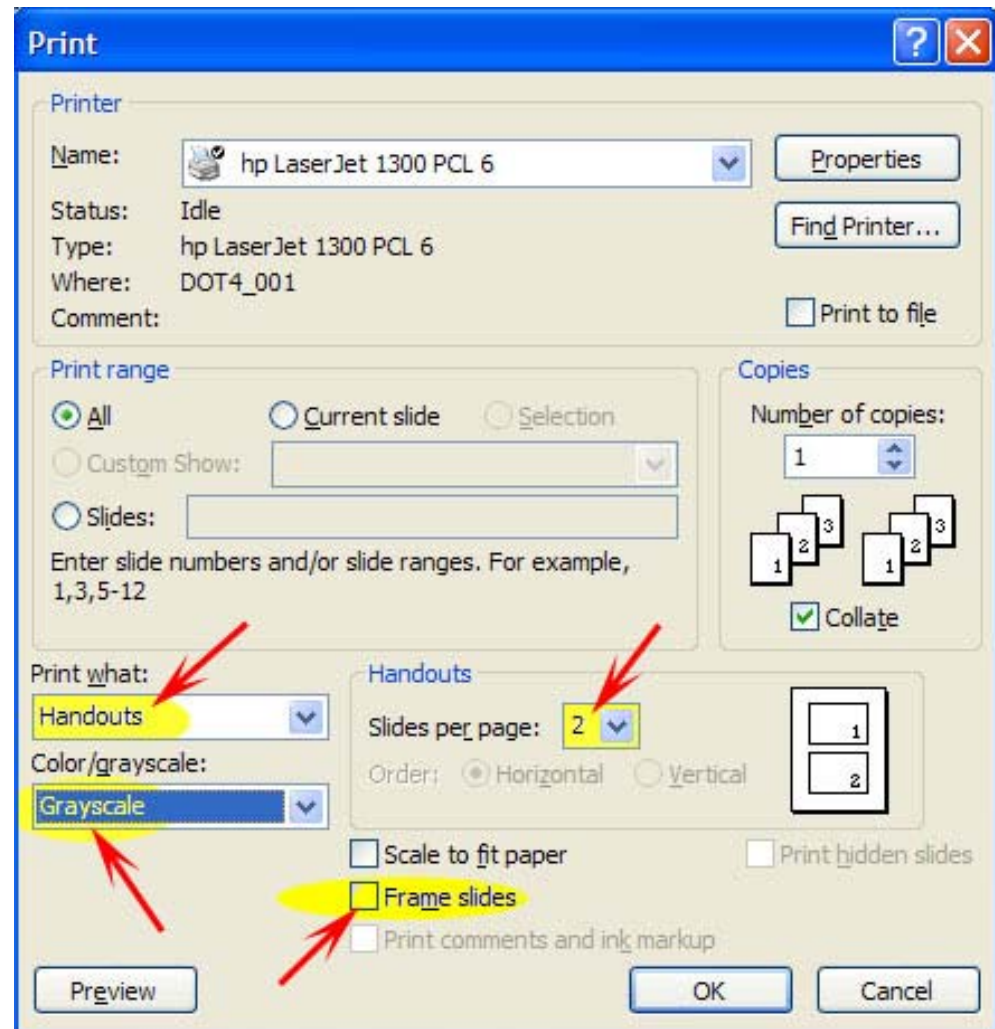 Print
Printer
Name: hp LaserJet 1300 PCL 6 Properties
Status: Idle Find Printer...
Type: hp LaserJet 1300 PCL 6
Where: DOT4_001
Comment: Print to file
Print range
All Current slide Selection
Custom Show:
Slides:
Enter slide numbers and/or slide ranges. For example,
1,3,5-12
Copies
Number of copies:
1
1 2 3 1 2 3
Collate
Print what:
Handouts
Color/grayscale:
Grayscale
Handouts
Slides per page: 2
Order: Horizontal Vertical
1
2
Scale to fit paper Print hidden slides
Frame slides
Print comments and ink markup
Preview OK Cancel